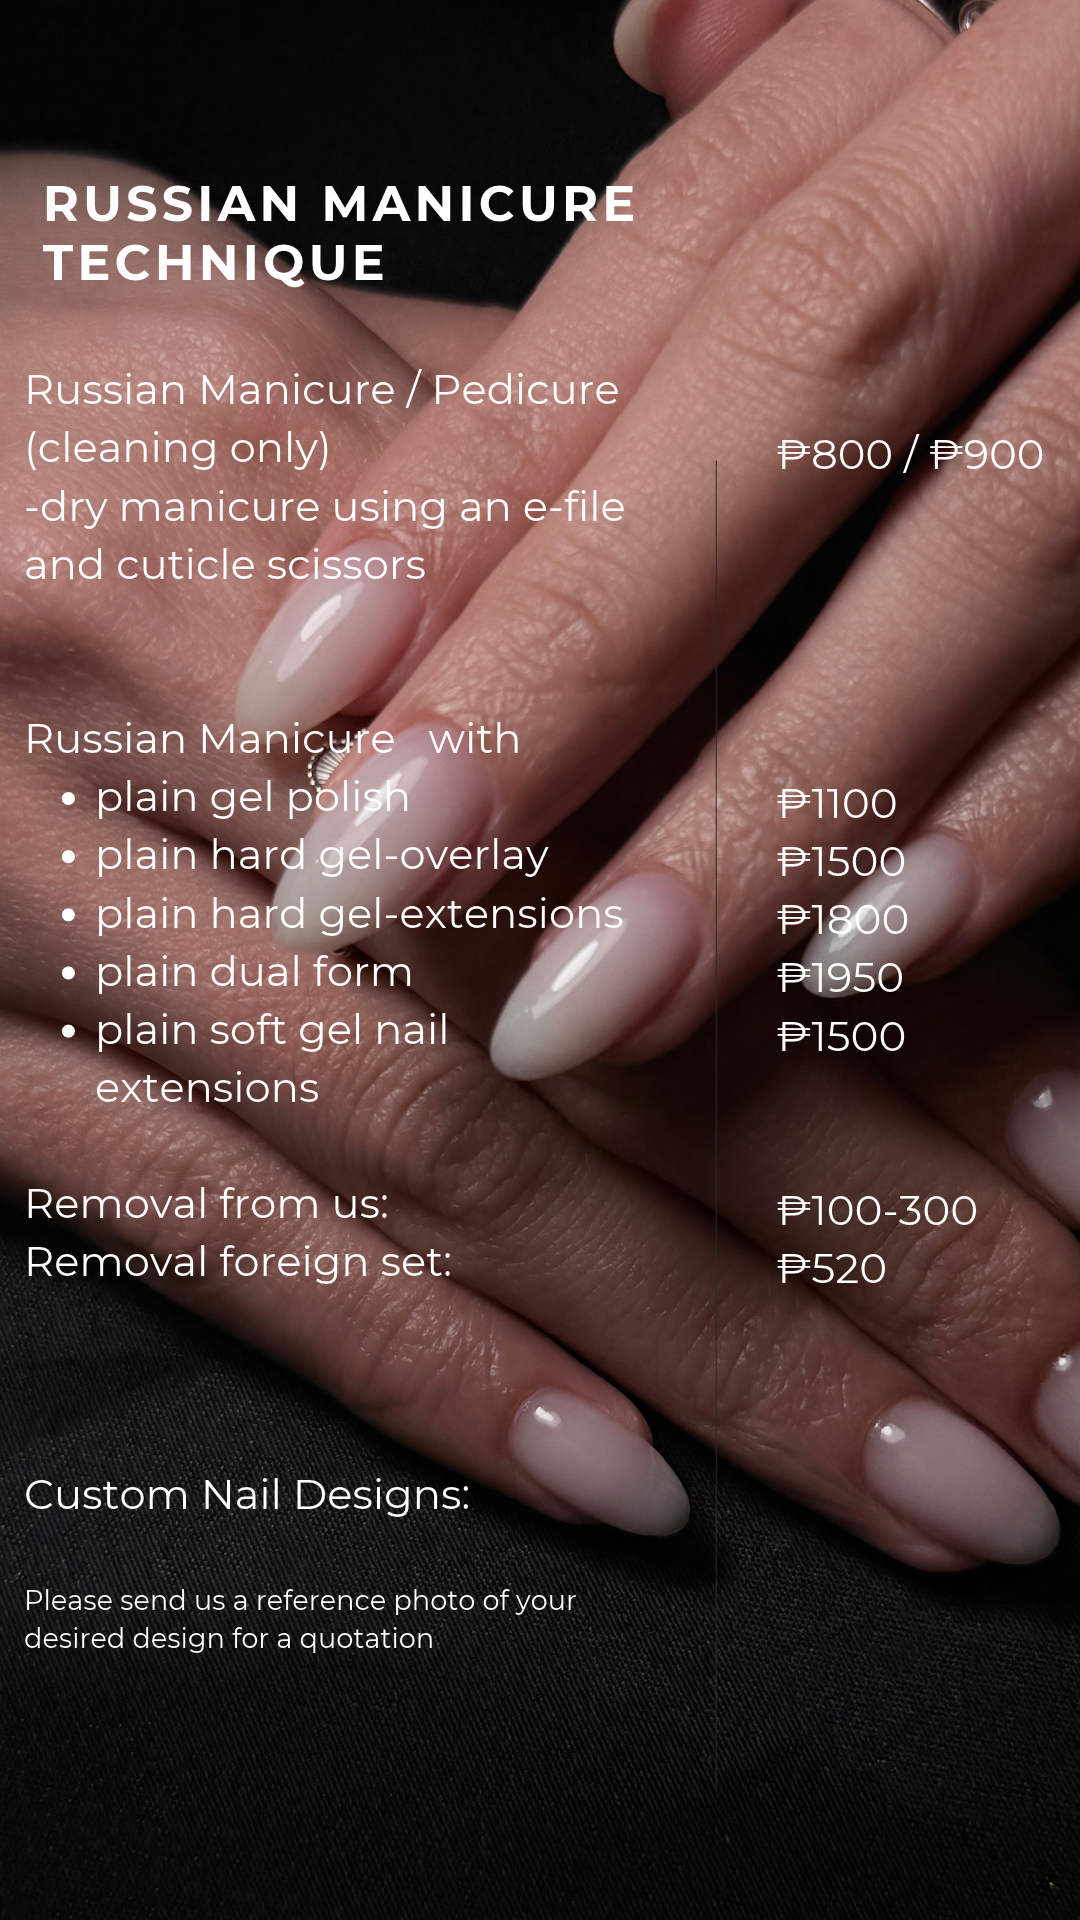 RUSSIAN MANICURE
TECHNIQUE
Russian Manicure / Pedicure
(cleaning only)
₱800 / ₱900
-dry manicure using an e-file
and cuticle scissors
Russian Manicure with
• plain gel polish ₱1100
• plain hard gel-overlay ₱1500
• plain hard gel-extensions ₱1800
• plain dual form ₱1950
• plain soft gel nail ₱1500
extensions
Removal from us: ₱100-300
Removal foreign set: ₱520
Custom Nail Designs:
Please send us a reference photo of your
desired design for a quotation